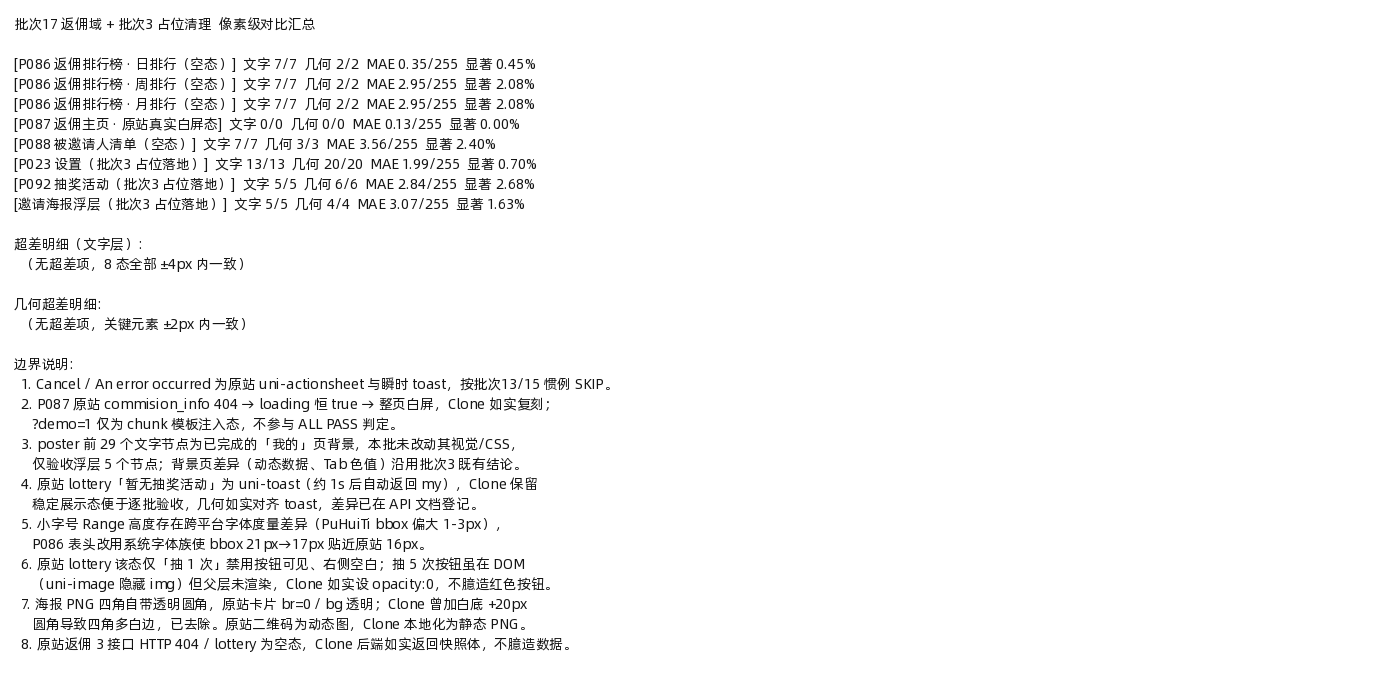 批次17 返佣域 + 批次3 占位清理  像素级对比汇总
[P086 返佣排行榜 · 日排行（空态）]  文字 7/7  几何 2/2  MAE 0.35/255  显著 0.45%
[P086 返佣排行榜 · 周排行（空态）]  文字 7/7  几何 2/2  MAE 2.95/255  显著 2.08%
[P086 返佣排行榜 · 月排行（空态）]  文字 7/7  几何 2/2  MAE 2.95/255  显著 2.08%
[P087 返佣主页 · 原站真实白屏态]  文字 0/0  几何 0/0  MAE 0.13/255  显著 0.00%
[P088 被邀请人清单（空态）]  文字 7/7  几何 3/3  MAE 3.56/255  显著 2.40%
[P023 设置（批次3 占位落地）]  文字 13/13  几何 20/20  MAE 1.99/255  显著 0.70%
[P092 抽奖活动（批次3 占位落地）]  文字 5/5  几何 6/6  MAE 2.84/255  显著 2.68%
[邀请海报浮层（批次3 占位落地）]  文字 5/5  几何 4/4  MAE 3.07/255  显著 1.63%
超差明细（文字层）:
（无超差项，8 态全部 ±4px 内一致）
几何超差明细:
（无超差项，关键元素 ±2px 内一致）
边界说明:
1. Cancel / An error occurred 为原站 uni-actionsheet 与瞬时 toast，按批次13/15 惯例 SKIP。
2. P087 原站 commision_info 404 → loading 恒 true → 整页白屏，Clone 如实复刻；
?demo=1 仅为 chunk 模板注入态，不参与 ALL PASS 判定。
3. poster 前 29 个文字节点为已完成的「我的」页背景，本批未改动其视觉/CSS，
仅验收浮层 5 个节点；背景页差异（动态数据、Tab 色值）沿用批次3 既有结论。
4. 原站 lottery「暂无抽奖活动」为 uni-toast（约 1s 后自动返回 my），Clone 保留
稳定展示态便于逐批验收，几何如实对齐 toast，差异已在 API 文档登记。
5. 小字号 Range 高度存在跨平台字体度量差异（PuHuiTi bbox 偏大 1-3px），
P086 表头改用系统字体族使 bbox 21px→17px 贴近原站 16px。
6. 原站 lottery 该态仅「抽 1 次」禁用按钮可见、右侧空白；抽 5 次按钮虽在 DOM
（uni-image 隐藏 img）但父层未渲染，Clone 如实设 opacity:0，不臆造红色按钮。
7. 海报 PNG 四角自带透明圆角，原站卡片 br=0 / bg 透明；Clone 曾加白底 +20px
圆角导致四角多白边，已去除。原站二维码为动态图，Clone 本地化为静态 PNG。
8. 原站返佣 3 接口 HTTP 404 / lottery 为空态，Clone 后端如实返回快照体，不臆造数据。